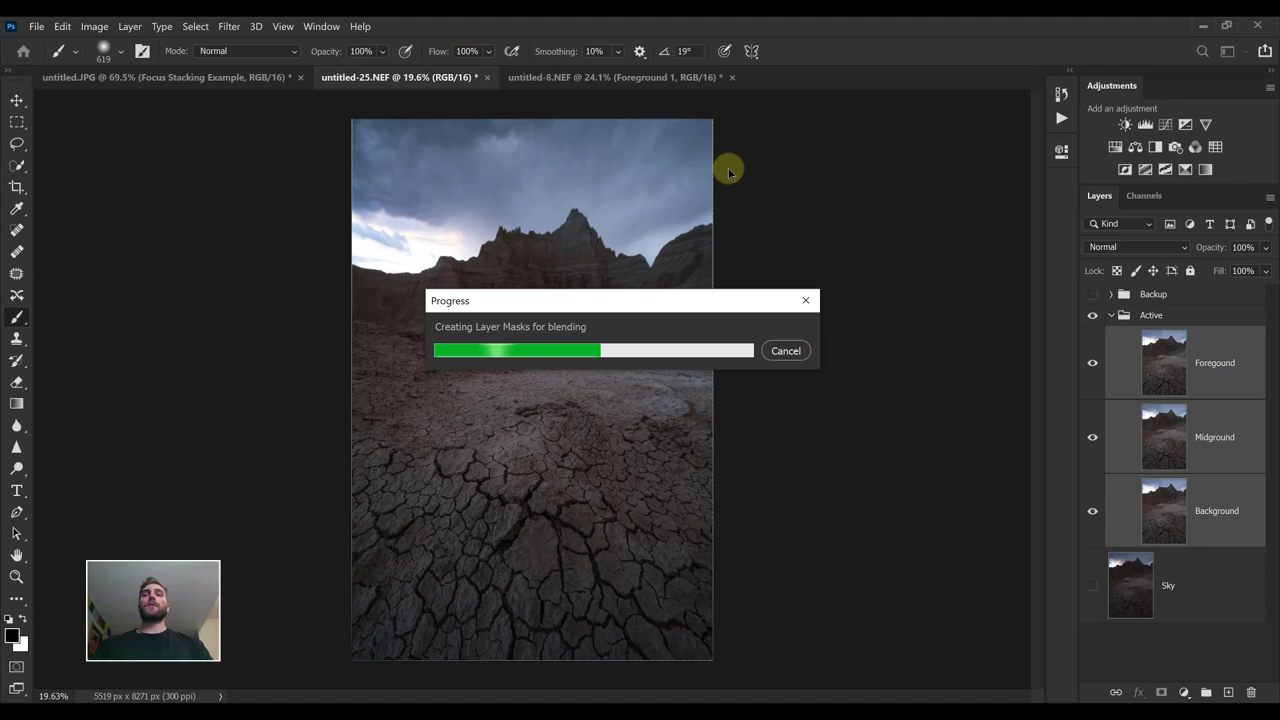 Ps File Edit Image Layer Type Select Filter 3D View Window Help
619 Mode: Normal Opacity: 100% Flow: 100% Smoothing: 10% 19°
untitled.JPG @ 69.5% (Focus Stacking Example, RGB/16) * untitled-25.NEF @ 19.6% (RGB/16) * untitled-8.NEF @ 24.1% (Foreground 1, RGB/16) *
Adjustments
Add an adjustment
Layers Channels
Kind
Normal Opacity: 100%
Lock: Fill: 100%
Backup
Active
Foregound
Midground
Background
Sky
Progress
Creating Layer Masks for blending
Cancel
19.63% 5519 px x 8271 px (300 ppi)